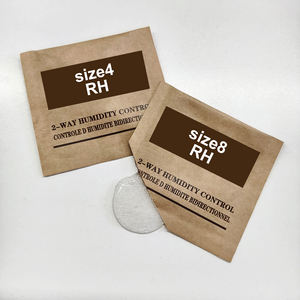 size4
RH
2-WAY HUMIDITY CONTROL
CONTROLE D HUMIDITE BIDIRECTIONNEL
size8
RH
2-WAY HUMIDITY CONTROL
CONTROLE D HUMIDITE BIDIRECTIONNEL